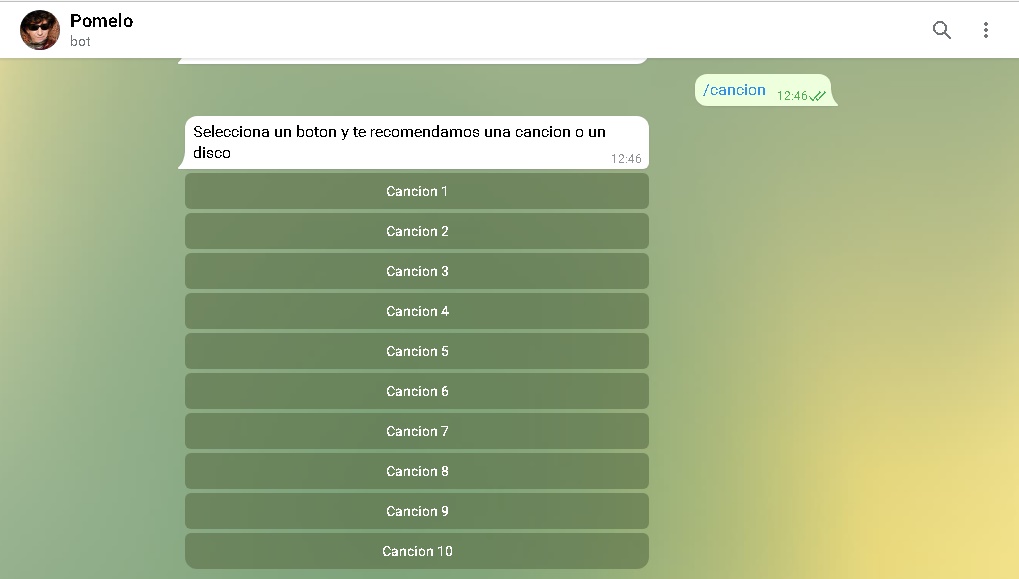 Pomelo
bot
/cancion 12:46
Selecciona un boton y te recomendamos una cancion o un
disco
12:46
Cancion 1
Cancion 2
Cancion 3
Cancion 4
Cancion 5
Cancion 6
Cancion 7
Cancion 8
Cancion 9
Cancion 10